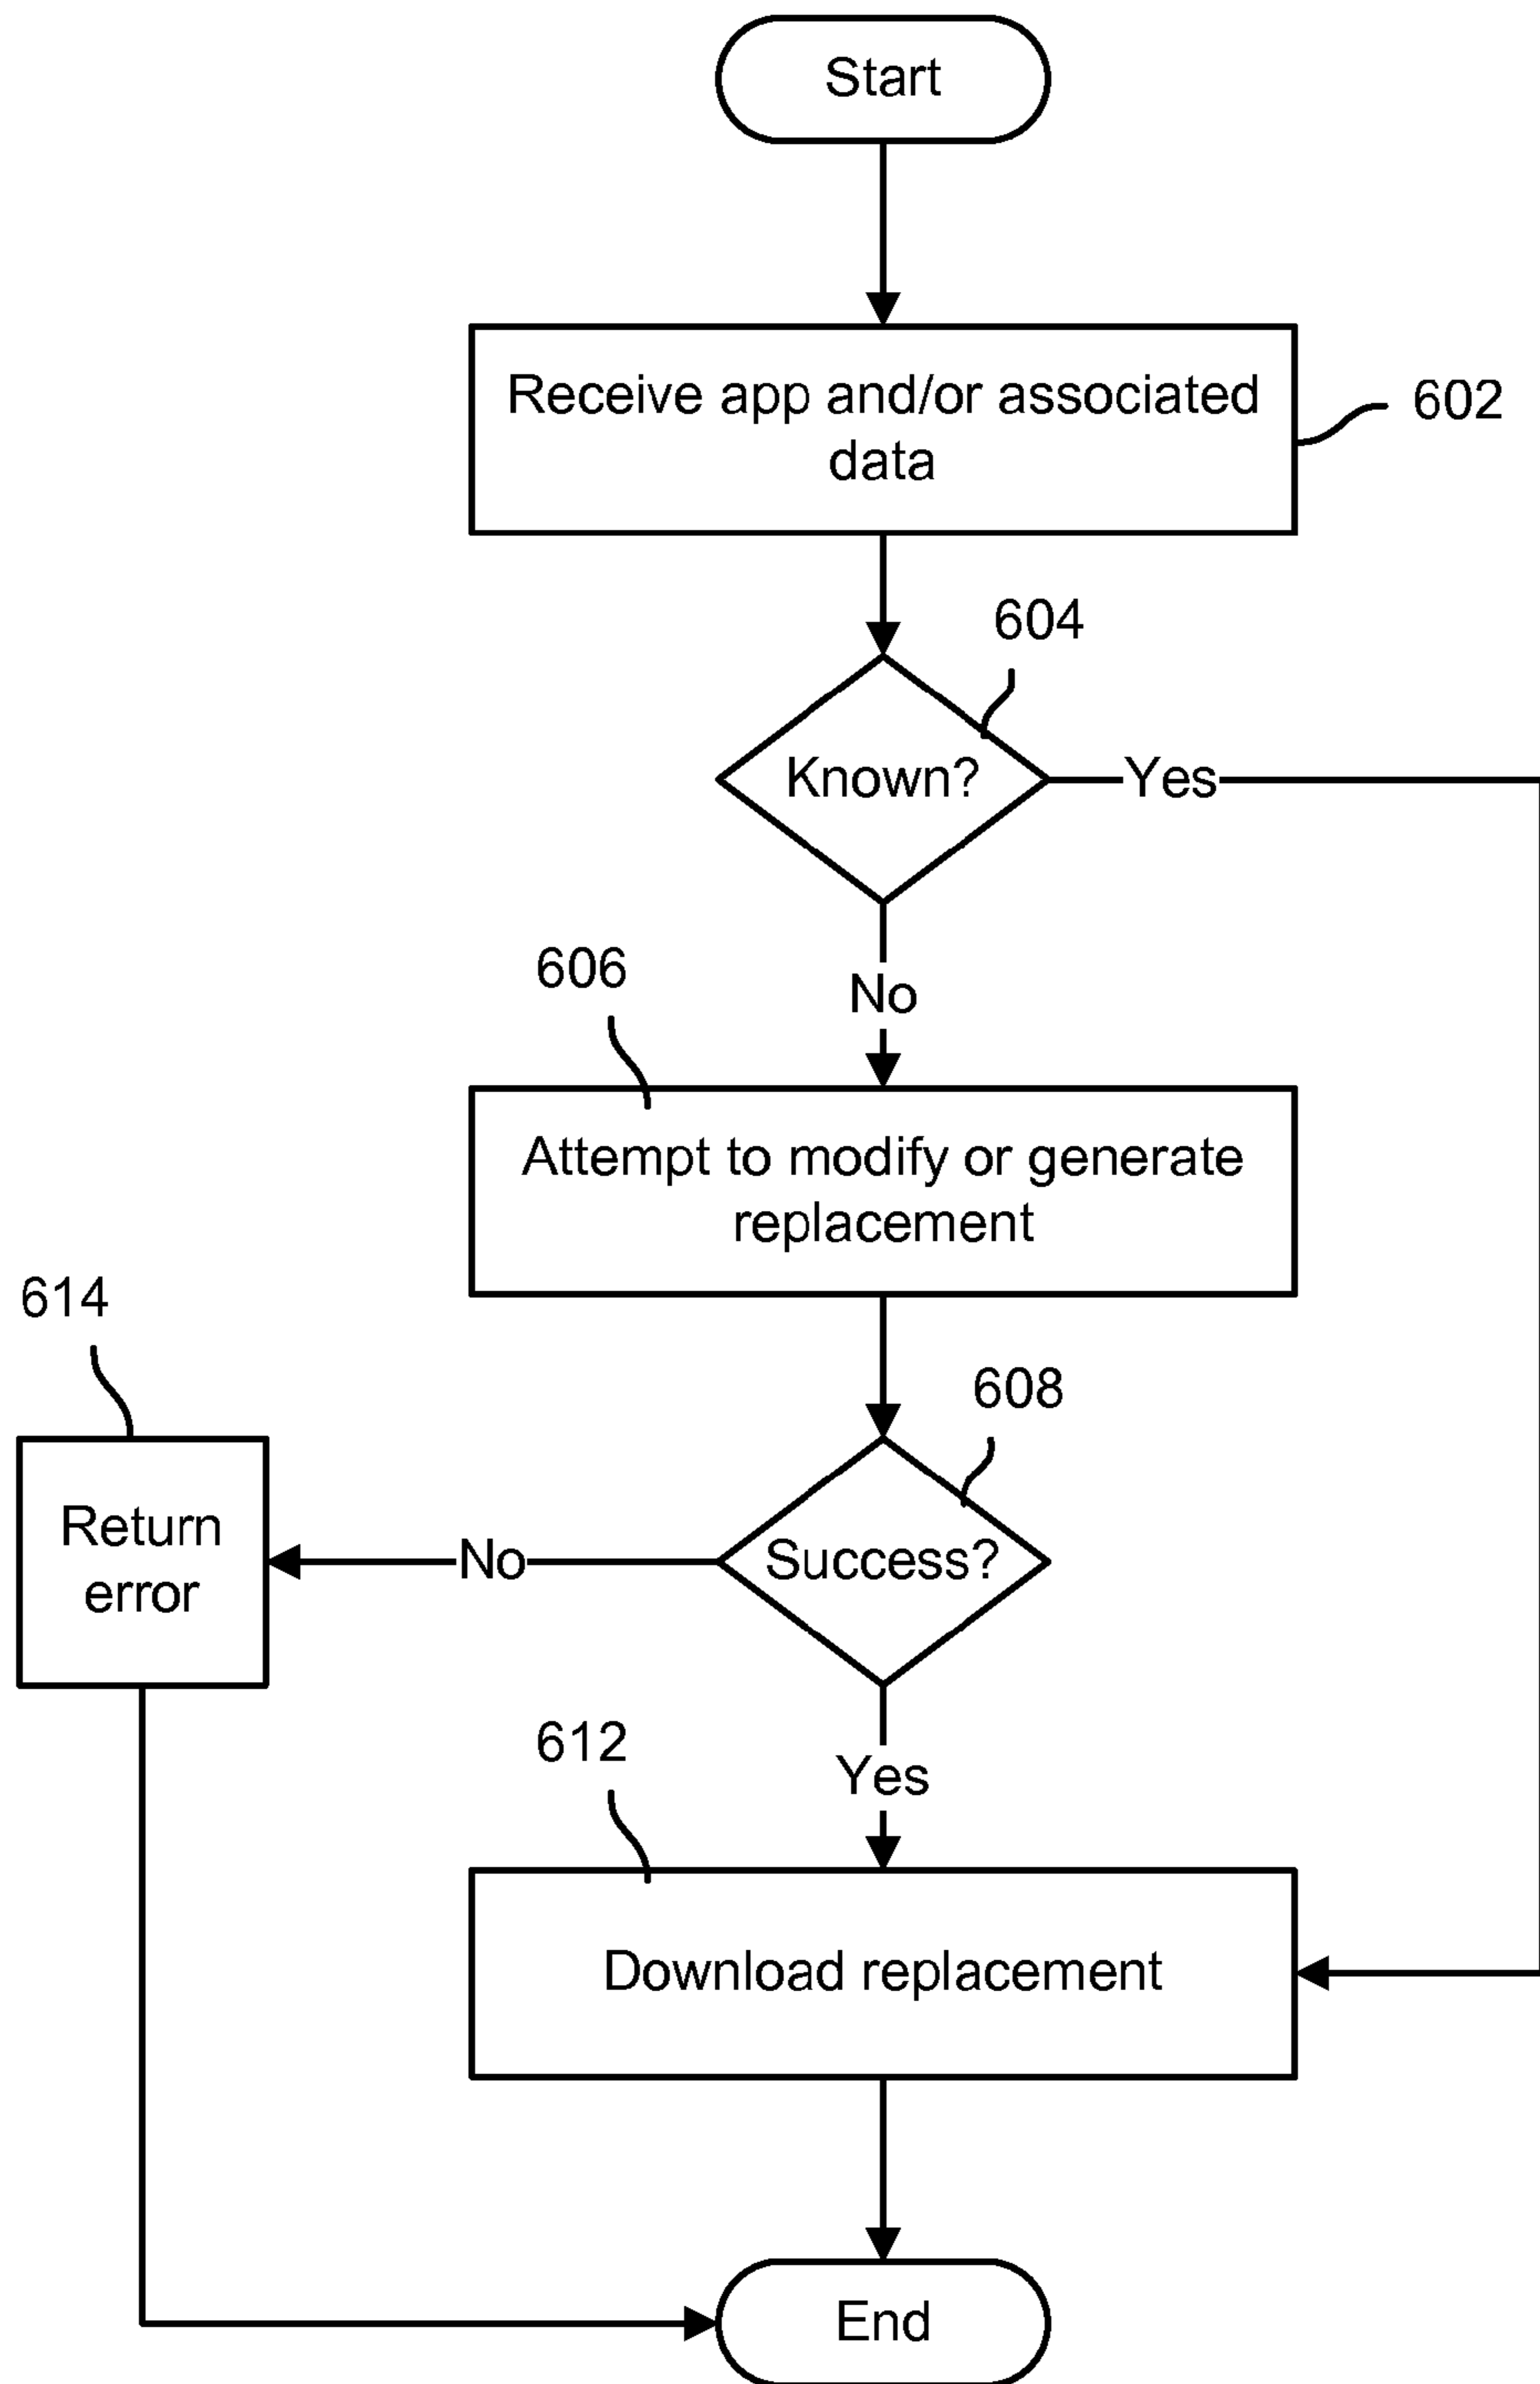 Start
Receive app and/or associated
data
602
604
Known?
Yes
No
606
Attempt to modify or generate
replacement
614
608
Return
error
No
Success?
612
Yes
Download replacement
End